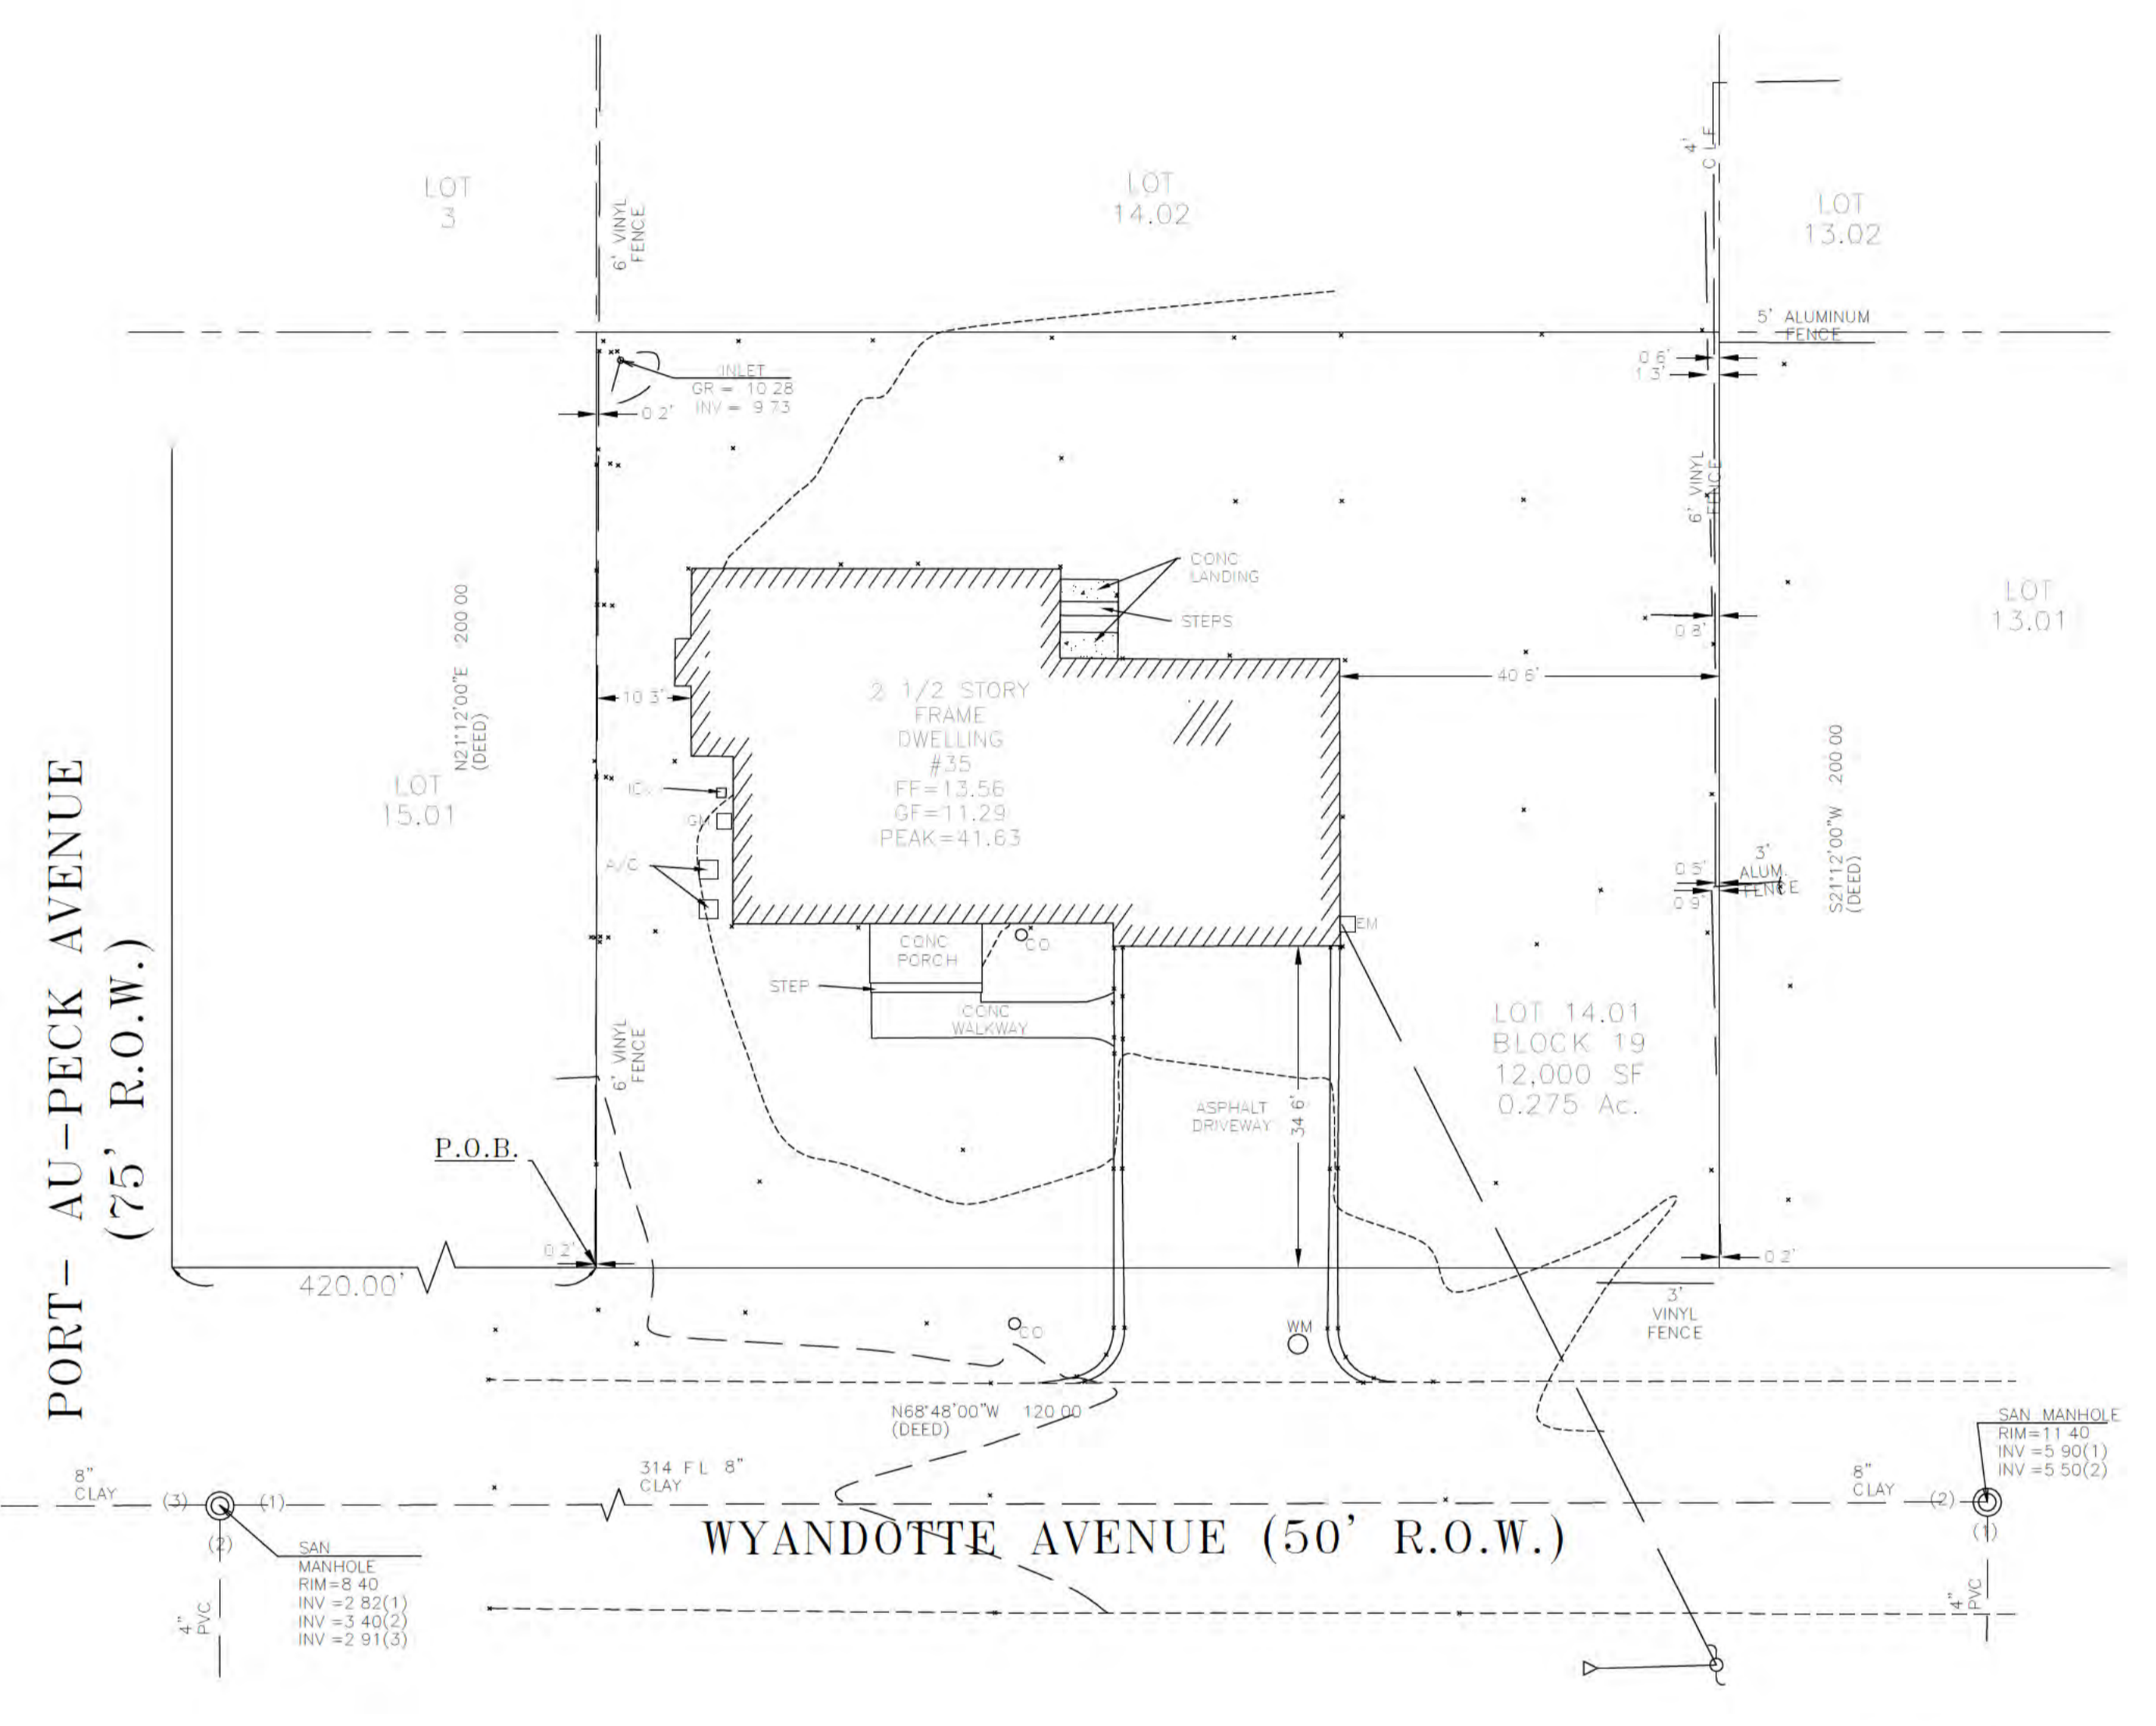 LOT
3
LOT
14.02
LOT
13.02
4'
CLF
6' VINYL
FENCE
5' ALUMINUM
FENCE
0 6'
1 3'
INLET
GR = 10 28
INV = 9 73
0 2'
6' VINYL
FENCE
CONC
LANDING
STEPS
LOT
13.01
0 8'
N21°12'00"E 200 00
(DEED)
10 3'
40 6'
2 1/2 STORY
FRAME
DWELLING
#35
FF=13.56
GF=11.29
PEAK=41.63
LOT
15.01
GM
A/C
S21°12'00"W 200 00
(DEED)
3'
ALUM.
FENCE
0 9'
EM
CONC
PORCH
CO
STEP
CONC
WALKWAY
LOT 14.01
BLOCK 19
12,000 SF
0.275 Ac.
6' VINYL
FENCE
ASPHALT
DRIVEWAY
34 6'
PORT- AU-PECK AVENUE
(75' R.O.W.)
P.O.B.
0 2'
0 2'
420.00'
3'
VINYL
FENCE
CO
WM
N68°48'00"W 120 00
(DEED)
SAN MANHOLE
RIM=11 40
INV =5 90(1)
INV =5 50(2)
8"
CLAY
314 F L 8"
CLAY
8"
CLAY
(3)
(1)
(2)
(2)
(1)
WYANDOTTE AVENUE (50' R.O.W.)
SAN
MANHOLE
RIM=8 40
INV =2 82(1)
INV =3 40(2)
INV =2 91(3)
4"
PVC
4"
PVC